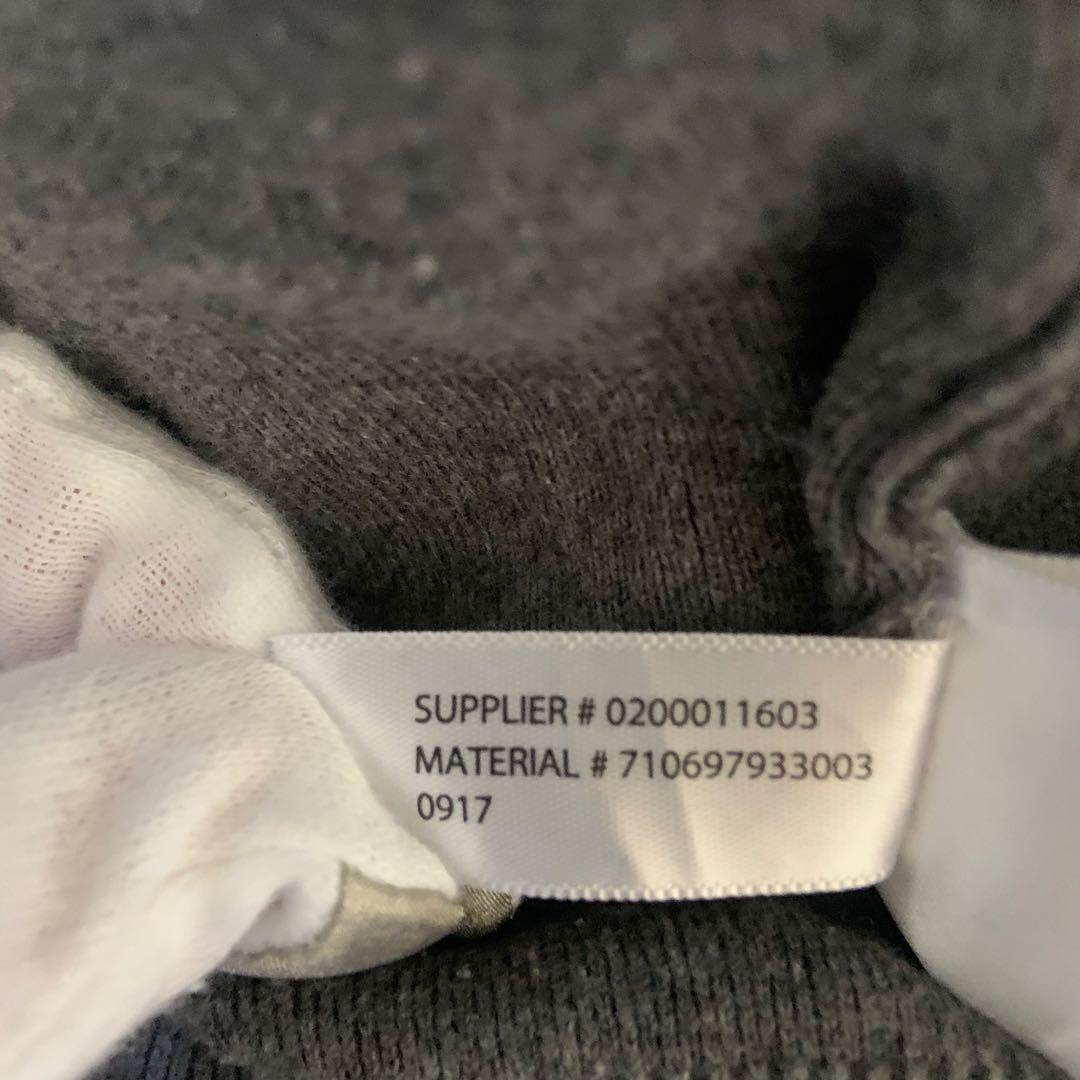 SUPPLIER # 0200011603
MATERIAL # 710697933003
0917